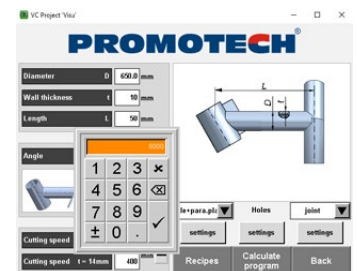 VC Project 'Visu'
PROMOTECH®
Diameter D 650.0 mm
Wall thickness t 10 mm
Length L 50 mm
Angle
8000
1 2 3
4 5 6
7 8 9
± 0 .
L
D
t
Holes joint
settings settings settings
Cutting speed
Cutting speed t = 14mm 400 mm
Recipes Calculate program Back